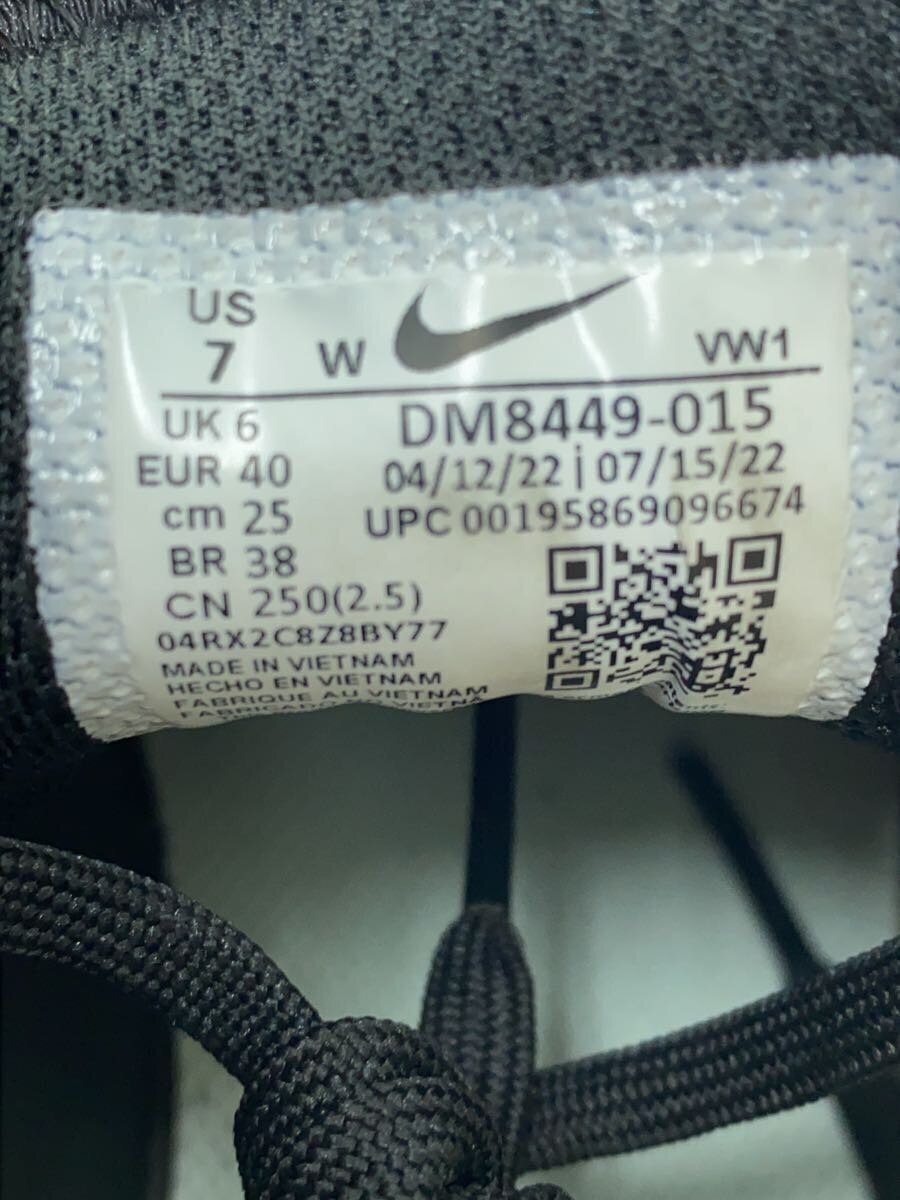 US
7 W VW1
UK 6
EUR 40
cm 25
BR 38
CN 250(2.5)
04RX2C8Z8BY77
MADE IN VIETNAM
HECHO EN VIETNAM
FABRIQUE AU VIETNAM
DM8449-015
04/12/22 | 07/15/22
UPC 00195869096674